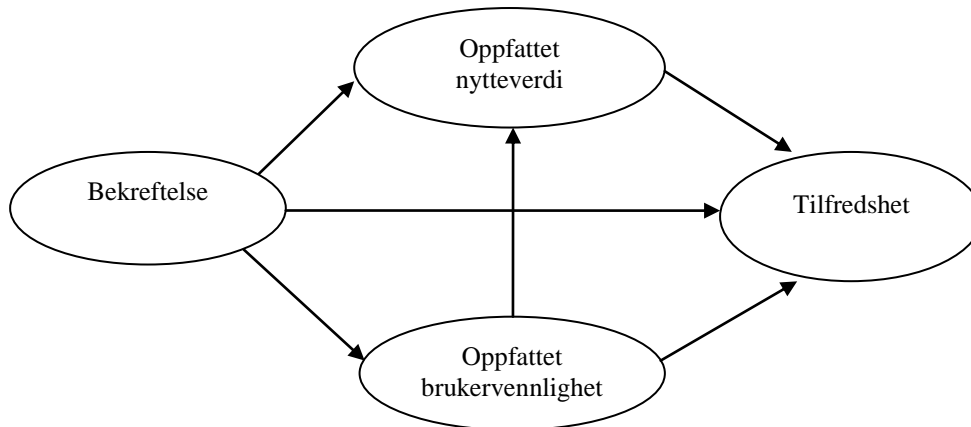 Oppfattet
nytteverdi
Bekreftelse
Tilfredshet
Oppfattet
brukervennlighet